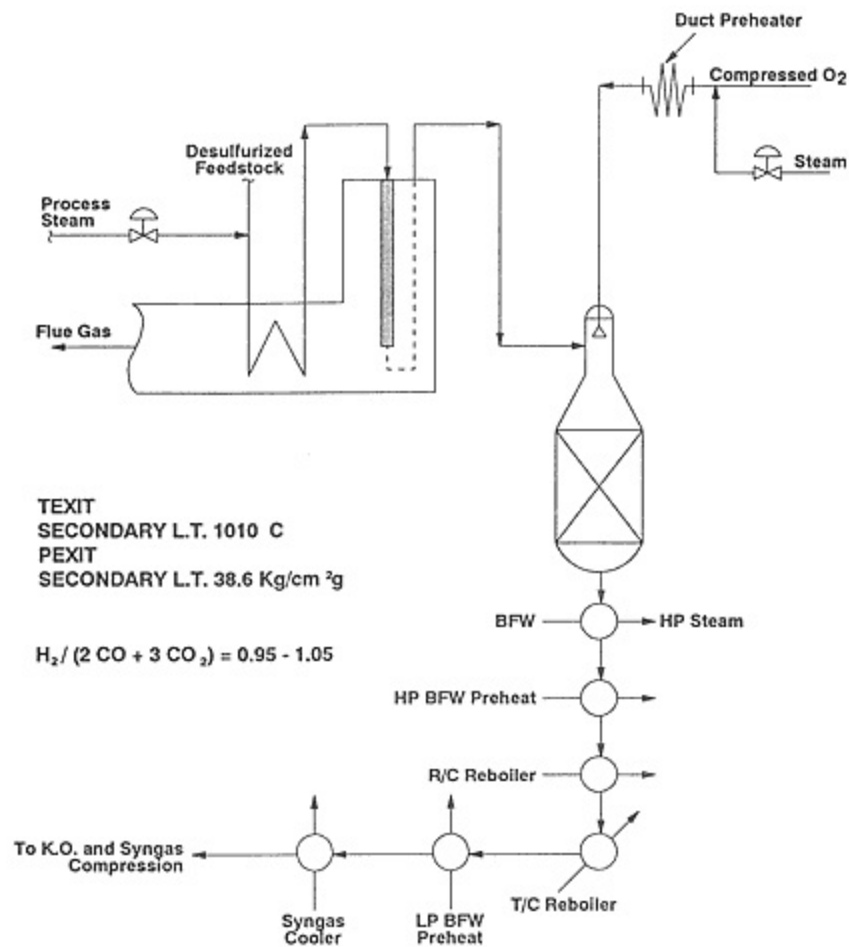 Duct Preheater
Compressed O2
Steam
Desulfurized
Feedstock
Process
Steam
Flue Gas
TEXIT
SECONDARY L.T. 1010 C
PEXIT
SECONDARY L.T. 38.6 Kg/cm ²g
H₂/ (2 CO + 3 CO ₂) = 0.95 - 1.05
BFW
HP Steam
HP BFW Preheat
R/C Reboiler
To K.O. and Syngas
Compression
T/C Reboiler
Syngas
Cooler
LP BFW
Preheat